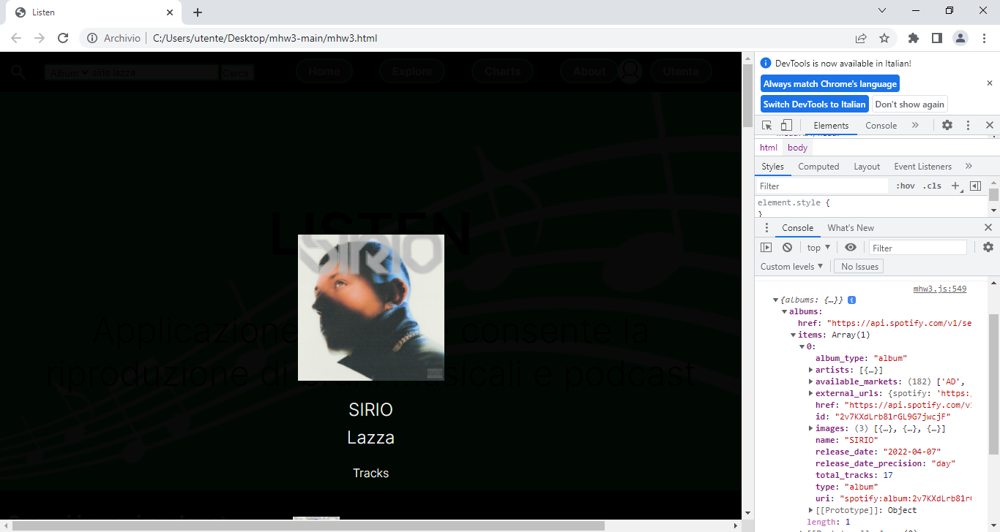 Listen
Archivio
C:/Users/utente/Desktop/mhw3-main/mhw3.html
Album sirio lazza Cerca Home Explore Charts About Utente
LISTEN
SIRIO
Applicazione consente la
riproduzione di sicali e podcast
SIRIO
Lazza
Tracks
DevTools is now available in Italian!
Always match Chrome's language
Switch DevTools to Italian Don't show again
Elements Console »
html body
Styles Computed Layout Event Listeners »
Filter :hov .cls +
element.style {
}
Console What's New
top ▼ Filter
Custom levels ▼ No Issues
mhw3.js:549
▼{albums: {…}} i
▼albums:
href: "https://api.spotify.com/v1/se
▼items: Array(1)
▼0:
album_type: "album"
▶artists: [{…}]
▶available_markets: (182) ['AD',
▶external_urls: {spotify: 'https:/
href: "https://api.spotify.com/v1
id: "2v7KXdLrb81rGL9G7jwcjF"
▶images: (3) [{…}, {…}, {…}]
name: "SIRIO"
release_date: "2022-04-07"
release_date_precision: "day"
total_tracks: 17
type: "album"
uri: "spotify:album:2v7KXdLrb81r
▶[[Prototype]]: Object
length: 1